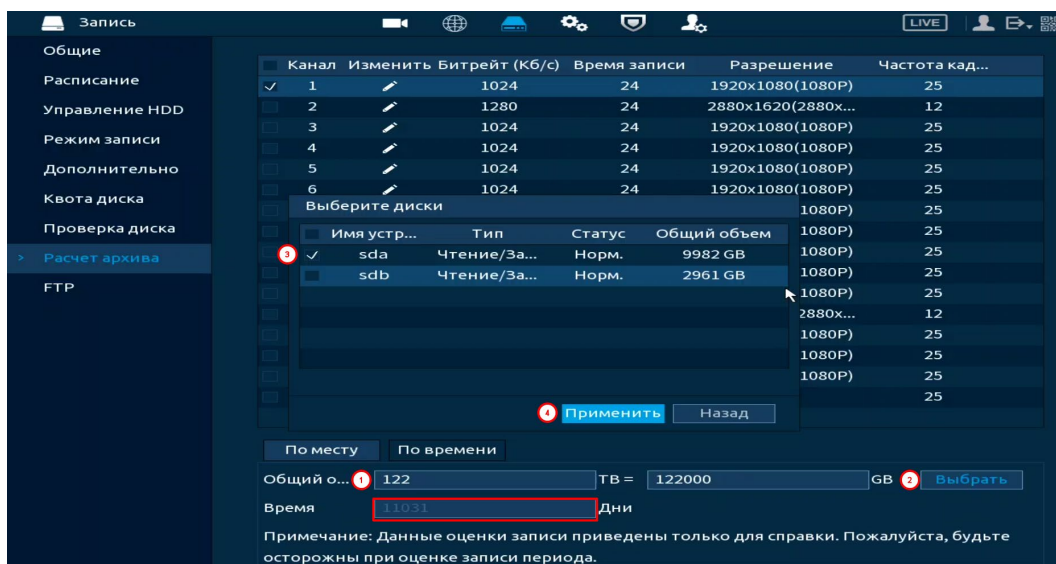 Запись LIVE
Общие
Расписание
Управление HDD
Режим записи
Дополнительно
Квота диска
Проверка диска
> Расчет архива
FTP
Канал Изменить Битрейт (Кб/с) Время записи Разрешение Частота кад...
1 1024 24 1920x1080(1080P) 25
2 1280 24 2880x1620(2880x... 12
3 1024 24 1920x1080(1080P) 25
4 1024 24 1920x1080(1080P) 25
5 1024 24 1920x1080(1080P) 25
6 1024 24 1920x1080(1080P) 25
1080P) 25
1080P) 25
1080P) 25
1080P) 25
1080P) 25
2880x... 12
1080P) 25
1080P) 25
1080P) 25
25
Выберите диски
Имя устр... Тип Статус Общий объем
3 sda Чтение/За... Норм. 9982 GB
sdb Чтение/За... Норм. 2961 GB
4 Применить Назад
По месту По времени
Общий о... 1 122 TB = 122000 GB 2 Выбрать
Время 11031 Дни
Примечание: Данные оценки записи приведены только для справки. Пожалуйста, будьте
осторожны при оценке записи периода.